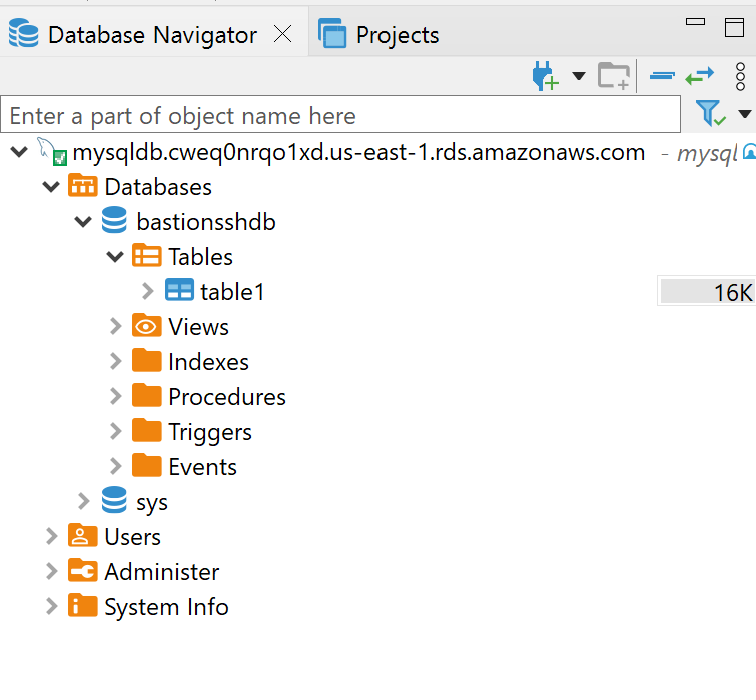 Database Navigator Projects
Enter a part of object name here
mysqldb.cweq0nrqo1xd.us-east-1.rds.amazonaws.com - mysql
Databases
bastionsshdb
Tables
table1 16K
Views
Indexes
Procedures
Triggers
Events
sys
Users
Administer
System Info